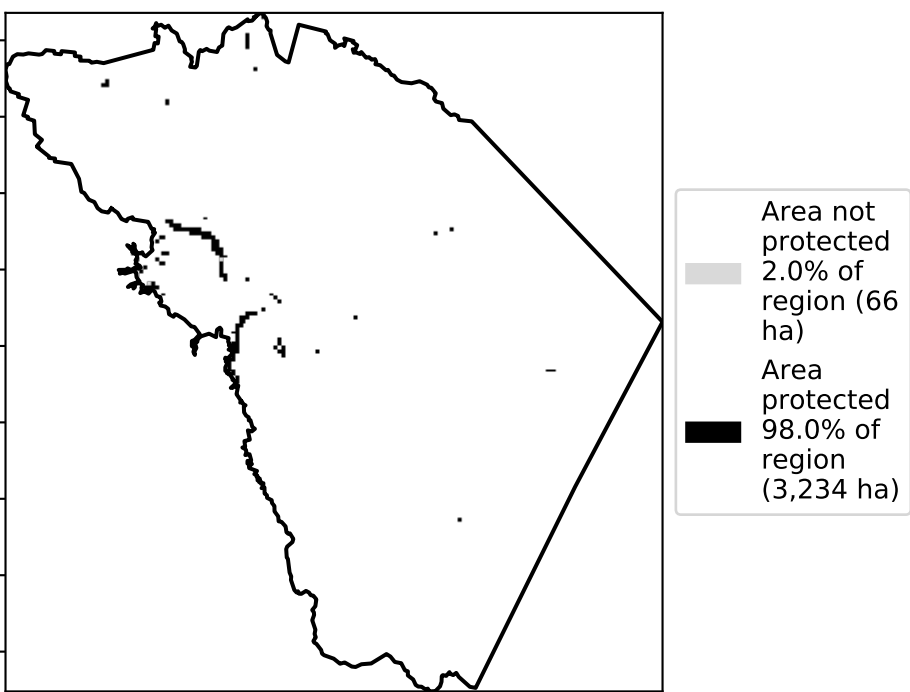 Area not
protected
2.0% of
region (66
ha)
Area
protected
98.0% of
region
(3,234 ha)